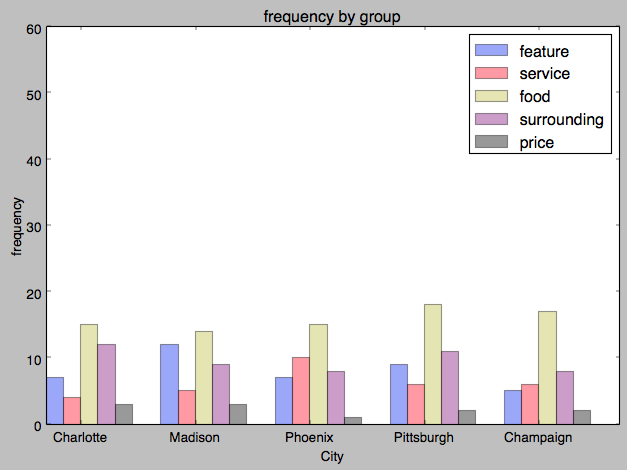 frequency by group
60
50
40
30
20
10
0
frequency
feature
service
food
surrounding
price
Charlotte Madison Phoenix Pittsburgh Champaign
City